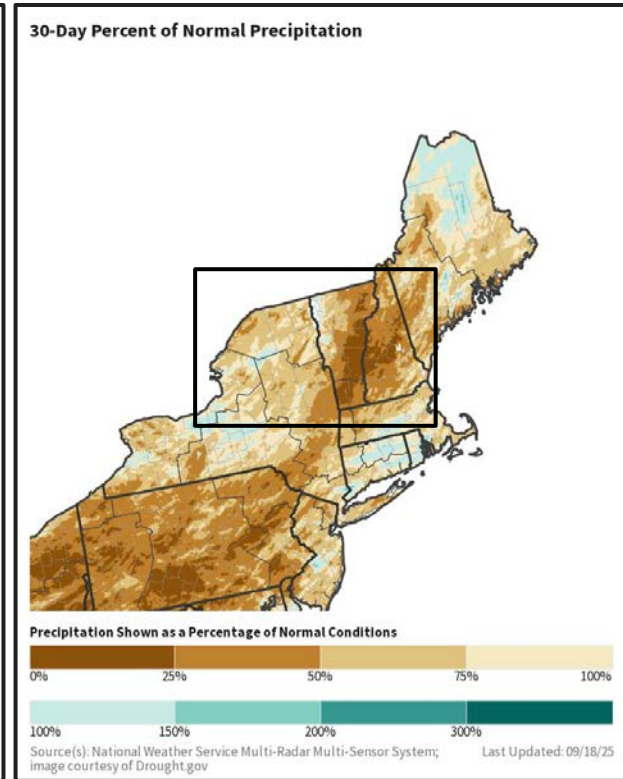 30-Day Percent of Normal Precipitation
Precipitation Shown as a Percentage of Normal Conditions
0% 25% 50% 75% 100%
100% 150% 200% 300%
Source(s): National Weather Service Multi-Radar Multi-Sensor System; Last Updated: 09/18/25
image courtesy of Drought.gov